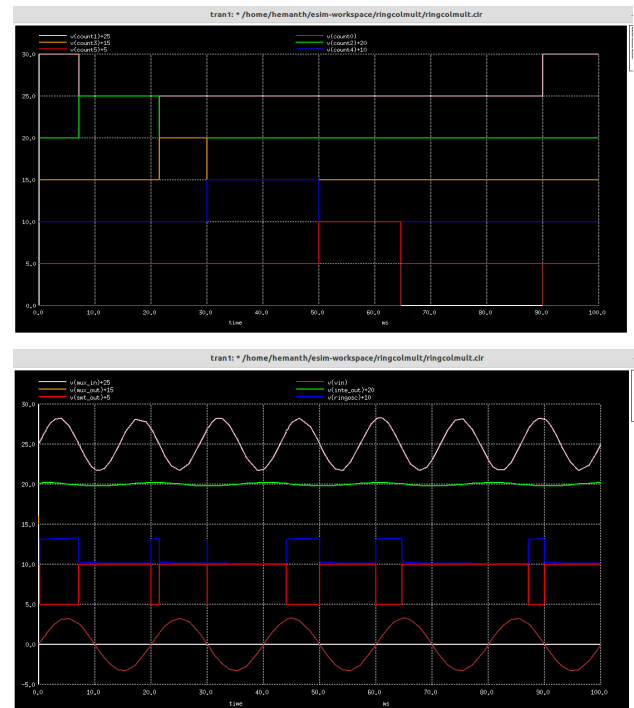 tran1: * /home/hemanth/esim-workspace/ringcolmult/ringcolmult.cir
v(count1)+25 v(count0)
v(count3)+15 v(count2)+20
v(count5)+5 v(count4)+10
30.0
25.0
20.0
15.0
10.0
5.0
0.0
0.0 10.0 20.0 30.0 40.0 50.0 60.0 70.0 80.0 90.0 100.0
time ms
tran1: * /home/hemanth/esim-workspace/ringcolmult/ringcolmult.cir
v(mux_in)+25 v(vin)
v(mux_out)+15 v(inte_out)+20
v(smt_out)+5 v(ringosc)+10
30.0
25.0
20.0
15.0
10.0
5.0
0.0
-5.0
0.0 10.0 20.0 30.0 40.0 50.0 60.0 70.0 80.0 90.0 100.0
time ms